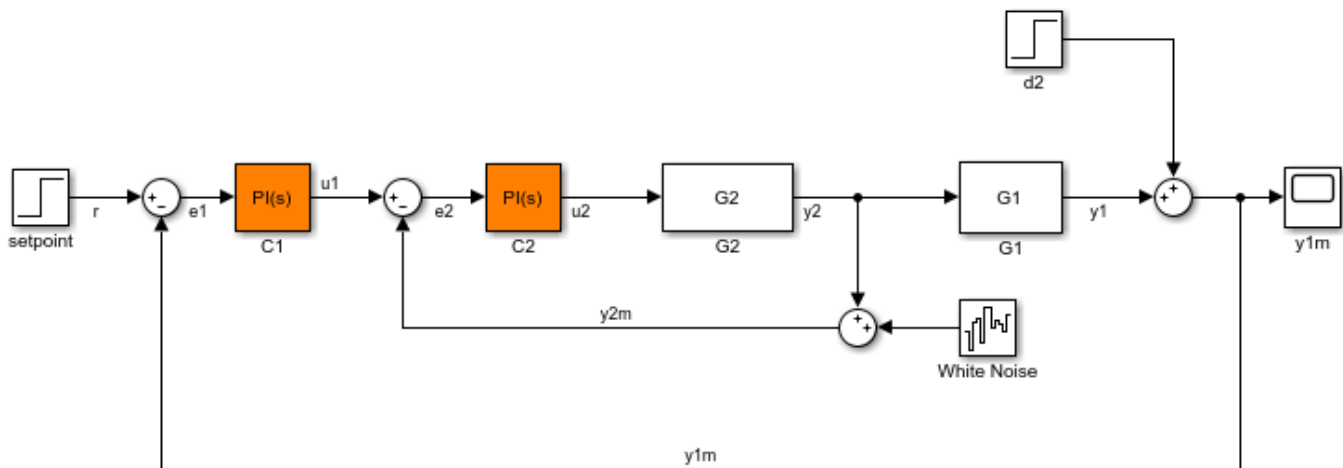 d2
setpoint
r
e1
PI(s)
C1
u1
e2
PI(s)
C2
u2
G2
G2
y2
G1
G1
y1
y1m
y2m
White Noise
y1m